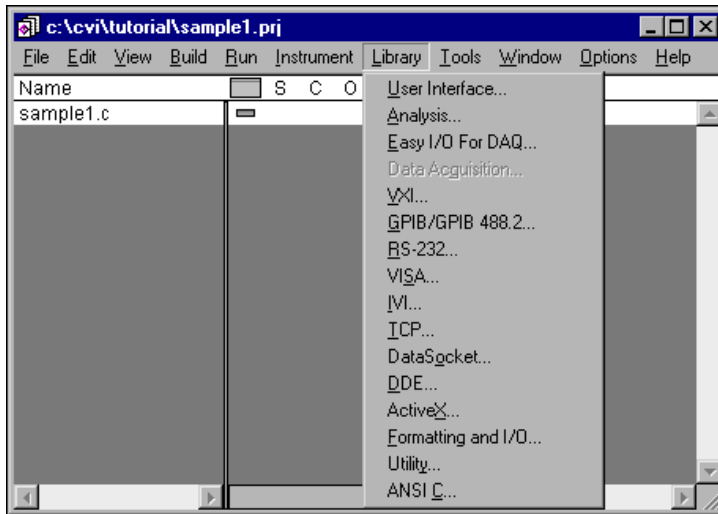 c:\cvi\tutorial\sample1.prj
File Edit View Build Run Instrument Library Tools Window Options Help
Name S C O
sample1.c
User Interface...
Analysis...
Easy I/O For DAQ...
Data Acquisition...
VXI...
GPIB/GPIB 488.2...
RS-232...
VISA...
IVI...
TCP...
DataSocket...
DDE...
ActiveX...
Formatting and I/O...
Utility...
ANSI C...